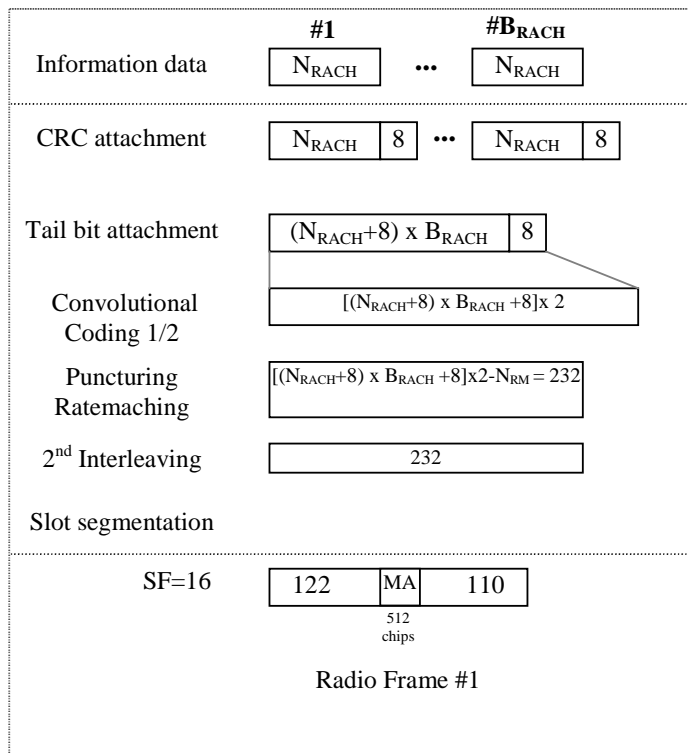 #1 #B_RACH
Information data N_RACH ... N_RACH
CRC attachment N_RACH 8 ... N_RACH 8
Tail bit attachment (N_RACH+8) x B_RACH 8
Convolutional
Coding 1/2
[(N_RACH+8) x B_RACH +8]x 2
Puncturing
Ratemaching
[(N_RACH+8) x B_RACH +8]x2-N_RM = 232
2nd Interleaving 232
Slot segmentation
SF=16 122 MA 110
512
chips
Radio Frame #1